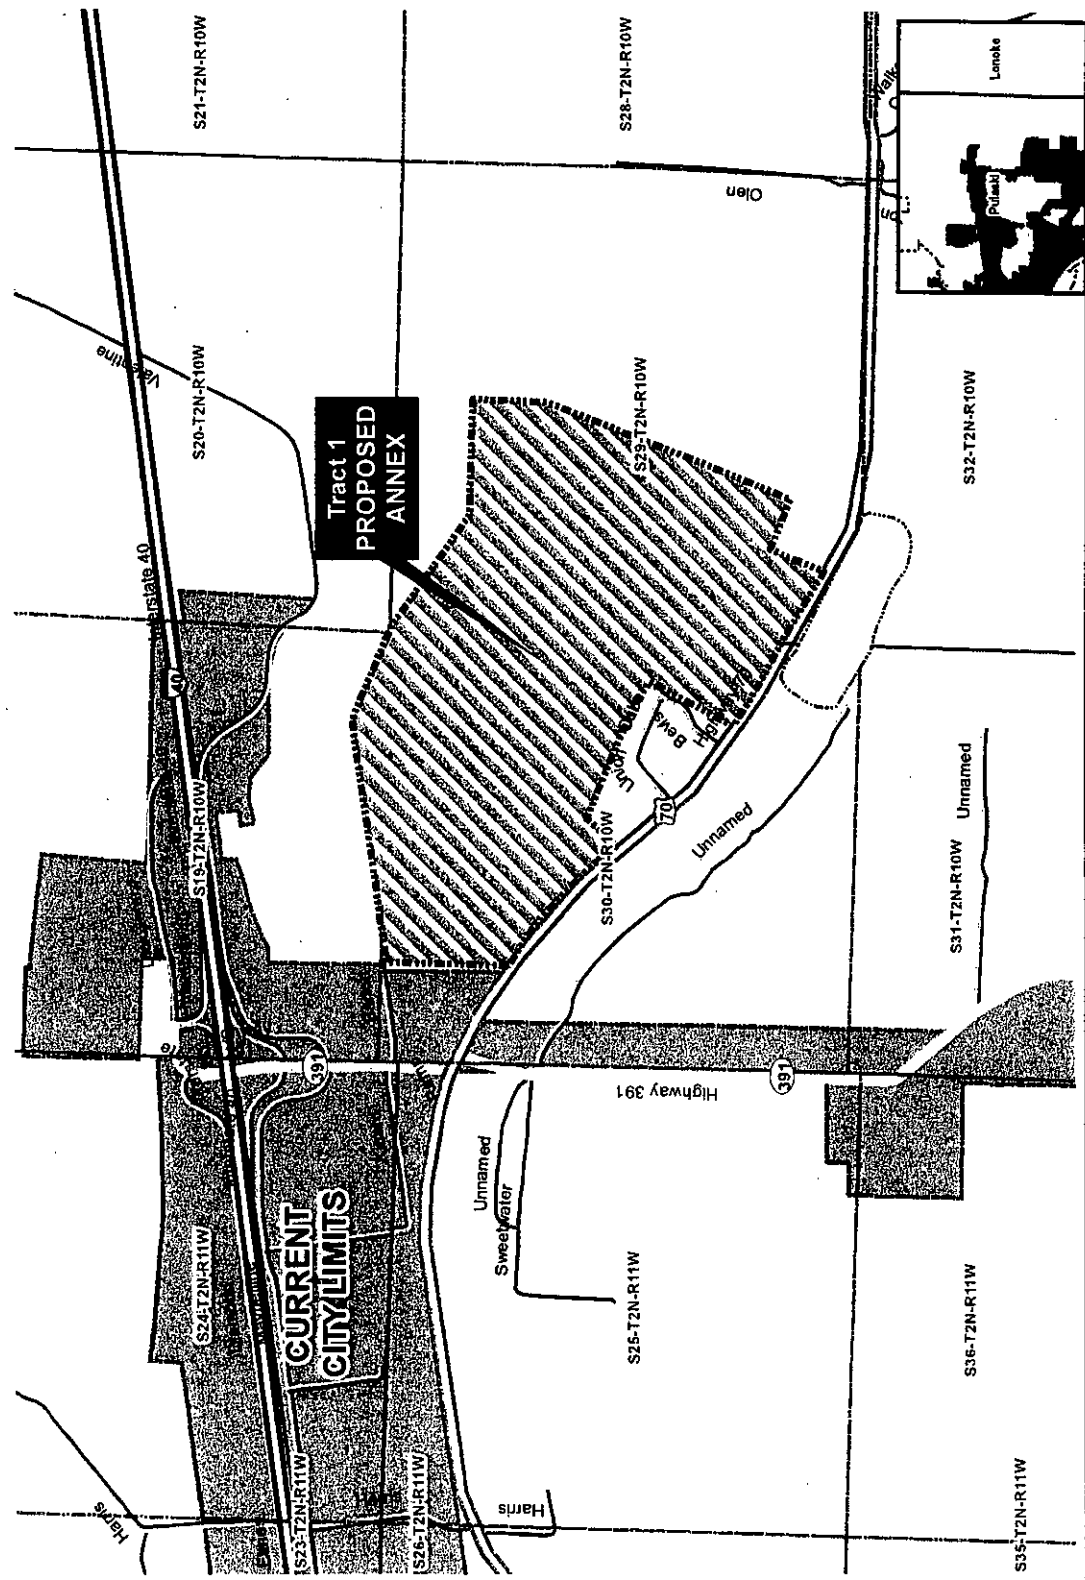 S24-T2N-R11W
S19-T2N-R10W
S20-T2N-R10W
S21-T2N-R10W
Harris
40
391
Valentine
CURRENT
CITY LIMITS
Tract 1
PROPOSED
ANNEX
S23-T2N-R11W
S26-T2N-R11W
Harris
Unnamed
Sweetwater
S25-T2N-R11W
Highway 391
391
S30-T2N-R10W
70
Union
Bevis
Unnamed
S29-T2N-R10W
S28-T2N-R10W
Olen
S35-T2N-R11W
S36-T2N-R11W
S31-T2N-R10W
Unnamed
S32-T2N-R10W
Pulaski
Lonoke